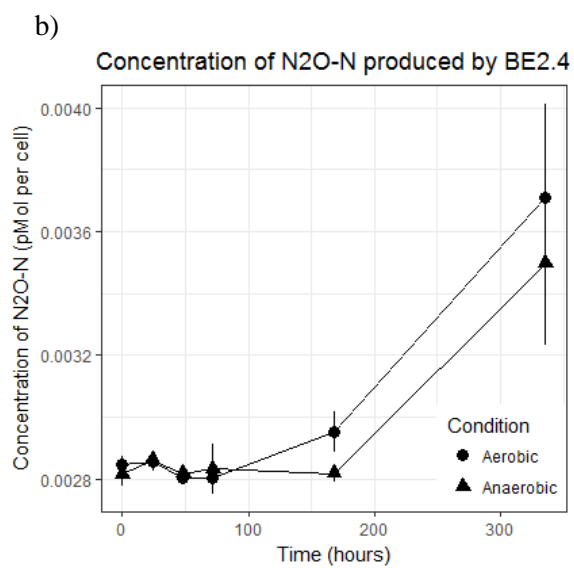 b)
Concentration of N2O-N produced by BE2.4
Concentration of N2O-N (pMol per cell)
0.0040
0.0036
0.0032
0.0028
0
100
200
300
Time (hours)
Condition
Aerobic
Anaerobic